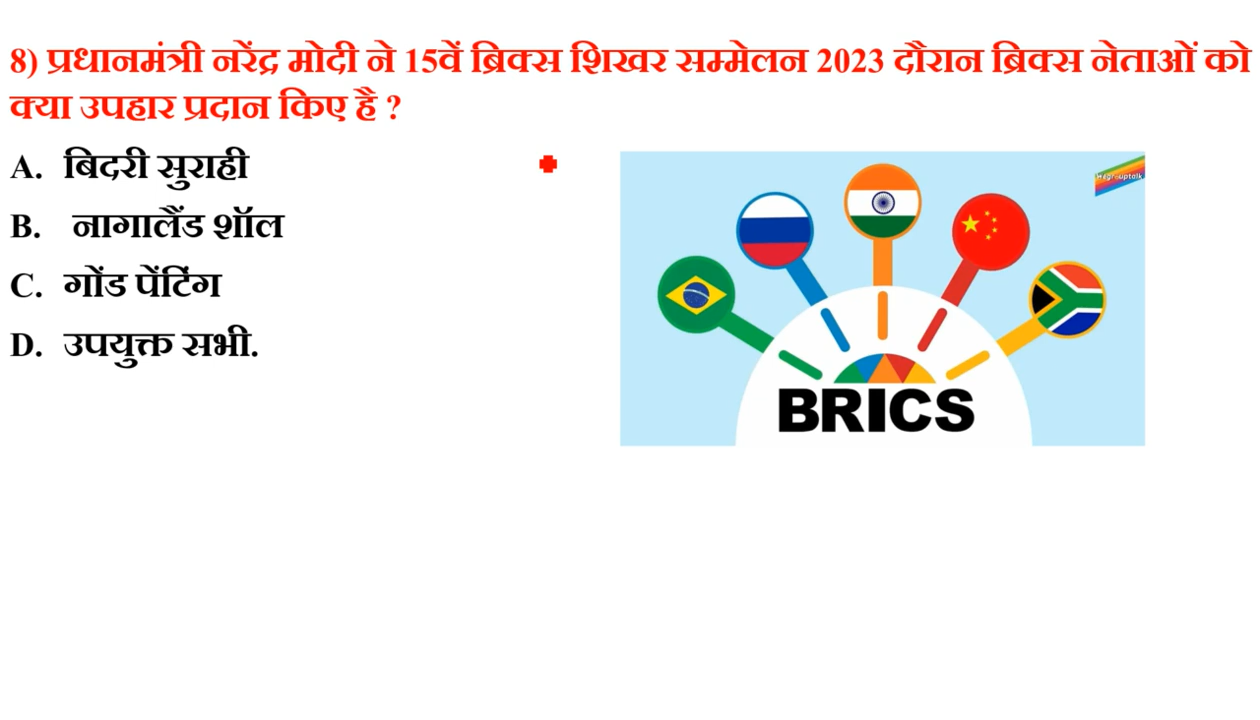 8) प्रधानमंत्री नरेंद्र मोदी ने 15वें ब्रिक्स शिखर सम्मेलन 2023 दौरान ब्रिक्स नेताओं को
क्या उपहार प्रदान किए है ?
A. बिदरी सुराही
B. नागालैंड शॉल
C. गोंड पेंटिंग
D. उपयुक्त सभी.
BRICS